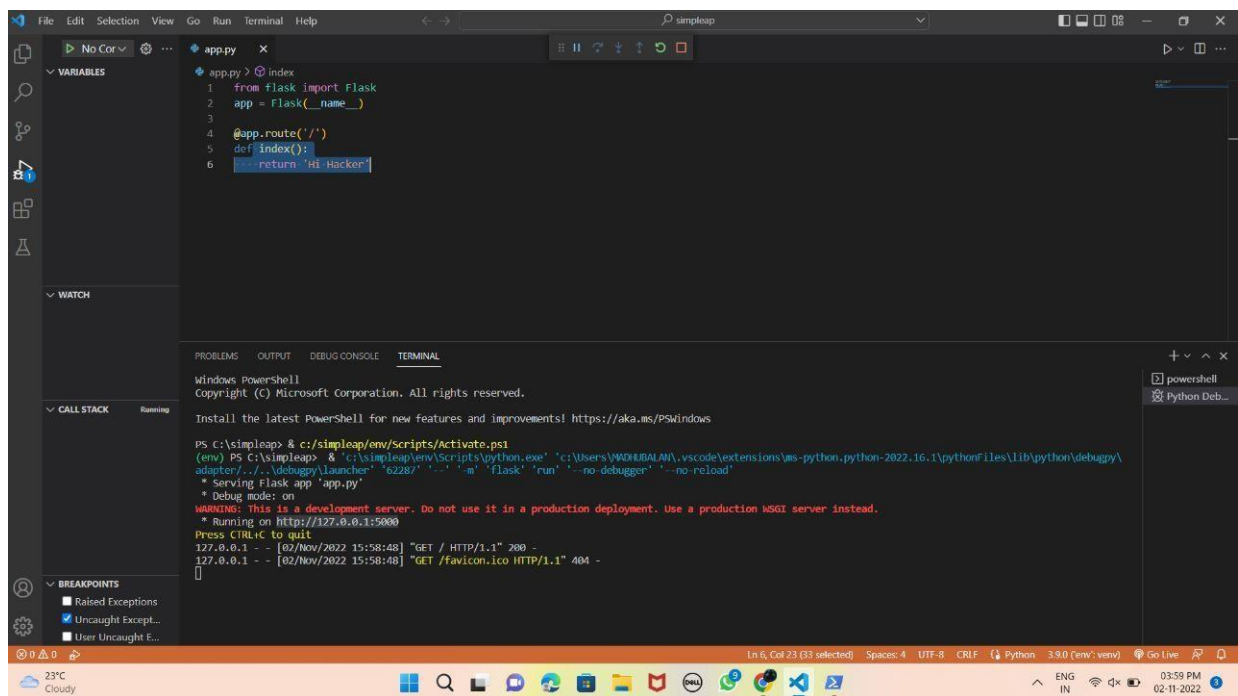 File Edit Selection View Go Run Terminal Help
simpleap
No Cor
app.py
VARIABLES
app.py > index
1 from flask import Flask
2 app = Flask(__name__)
3
4 @app.route('/')
5 def index():
6 ····return·'Hi·Hacker'
1
WATCH
PROBLEMS OUTPUT DEBUG CONSOLE TERMINAL
powershell
Python Deb...
Windows PowerShell
Copyright (C) Microsoft Corporation. All rights reserved.
CALL STACK Running
Install the latest PowerShell for new features and improvements! https://aka.ms/PSWindows
PS C:\simpleap> & c:/simpleap/env/Scripts/Activate.ps1
(env) PS C:\simpleap> & 'c:\simpleap\env\Scripts\python.exe' 'c:\Users\MADHUBALAN\.vscode\extensions\ms-python.python-2022.16.1\pythonFiles\lib\python\debugpy\
adapter/../..\debugpy\launcher' '62287' '--' '-m' 'flask' 'run' '--no-debugger' '--no-reload'
* Serving Flask app 'app.py'
* Debug mode: on
WARNING: This is a development server. Do not use it in a production deployment. Use a production WSGI server instead.
* Running on http://127.0.0.1:5000
Press CTRL+C to quit
127.0.0.1 - - [02/Nov/2022 15:58:48] "GET / HTTP/1.1" 200 -
127.0.0.1 - - [02/Nov/2022 15:58:48] "GET /favicon.ico HTTP/1.1" 404 -
BREAKPOINTS
Raised Exceptions
Uncaught Except...
User Uncaught E...
0 0
Ln 6, Col 23 (33 selected) Spaces: 4 UTF-8 CRLF Python 3.9.0 ('env': venv) Go Live
23°C
Cloudy
DELL
9
ENG
IN
03:59 PM
02-11-2022
3